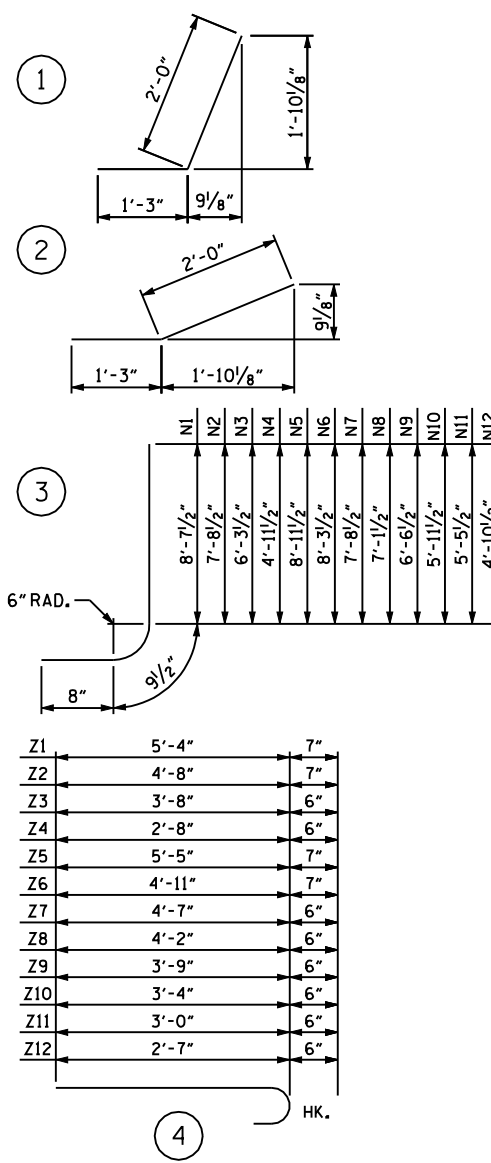 1
2'-0"
1'-10 1/8"
1'-3" 9 1/8"
2
2'-0"
9 1/8"
1'-3" 1'-10 1/8"
3
N1 N2 N3 N4 N5 N6 N7 N8 N9 N10 N11 N12
8'-7 1/2" 7'-8 1/2" 6'-3 1/2" 4'-11 1/2" 8'-11 1/2" 8'-3 1/2" 7'-8 1/2" 7'-1 1/2" 6'-6 1/2" 5'-11 1/2" 5'-5 1/2" 4'-10 1/2"
6" RAD.
9 1/2"
8"
Z1 5'-4" 7"
Z2 4'-8" 7"
Z3 3'-8" 6"
Z4 2'-8" 6"
Z5 5'-5" 7"
Z6 4'-11" 7"
Z7 4'-7" 6"
Z8 4'-2" 6"
Z9 3'-9" 6"
Z10 3'-4" 6"
Z11 3'-0" 6"
Z12 2'-7" 6"
HK.
4